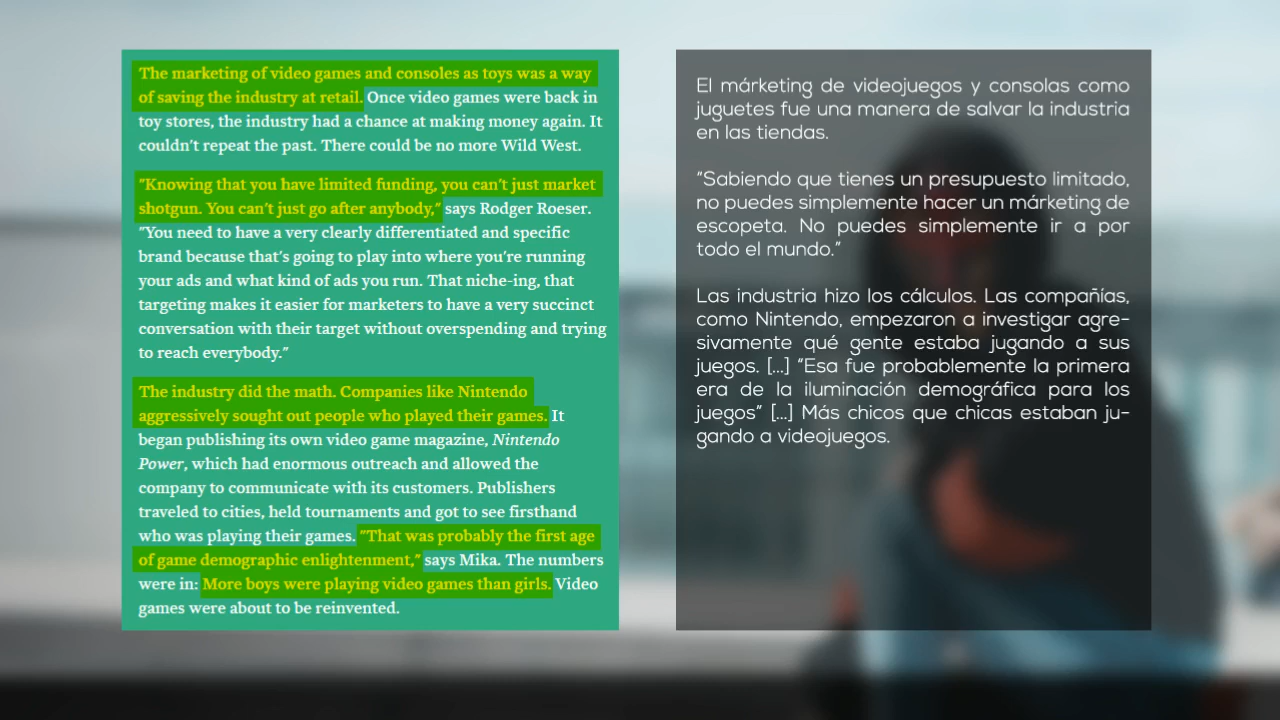 The marketing of video games and consoles as toys was a way
of saving the industry at retail. Once video games were back in
toy stores, the industry had a chance at making money again. It
couldn't repeat the past. There could be no more Wild West.
"Knowing that you have limited funding, you can't just market
shotgun. You can't just go after anybody," says Rodger Roeser.
"You need to have a very clearly differentiated and specific
brand because that's going to play into where you're running
your ads and what kind of ads you run. That niche-ing, that
targeting makes it easier for marketers to have a very succinct
conversation with their target without overspending and trying
to reach everybody."
The industry did the math. Companies like Nintendo
aggressively sought out people who played their games. It
began publishing its own video game magazine, Nintendo
Power, which had enormous outreach and allowed the
company to communicate with its customers. Publishers
traveled to cities, held tournaments and got to see firsthand
who was playing their games. "That was probably the first age
of game demographic enlightenment," says Mika. The numbers
were in: More boys were playing video games than girls. Video
games were about to be reinvented.
El márketing de videojuegos y consolas como
juguetes fue una manera de salvar la industria
en las tiendas.
"Sabiendo que tienes un presupuesto limitado,
no puedes simplemente hacer un márketing de
escopeta. No puedes simplemente ir a por
todo el mundo."
Las industria hizo los cálculos. Las compañías,
como Nintendo, empezaron a investigar agre-
sivamente qué gente estaba jugando a sus
juegos. [...] "Esa fue probablemente la primera
era de la iluminación demográfica para los
juegos" [...] Más chicos que chicas estaban ju-
gando a videojuegos.